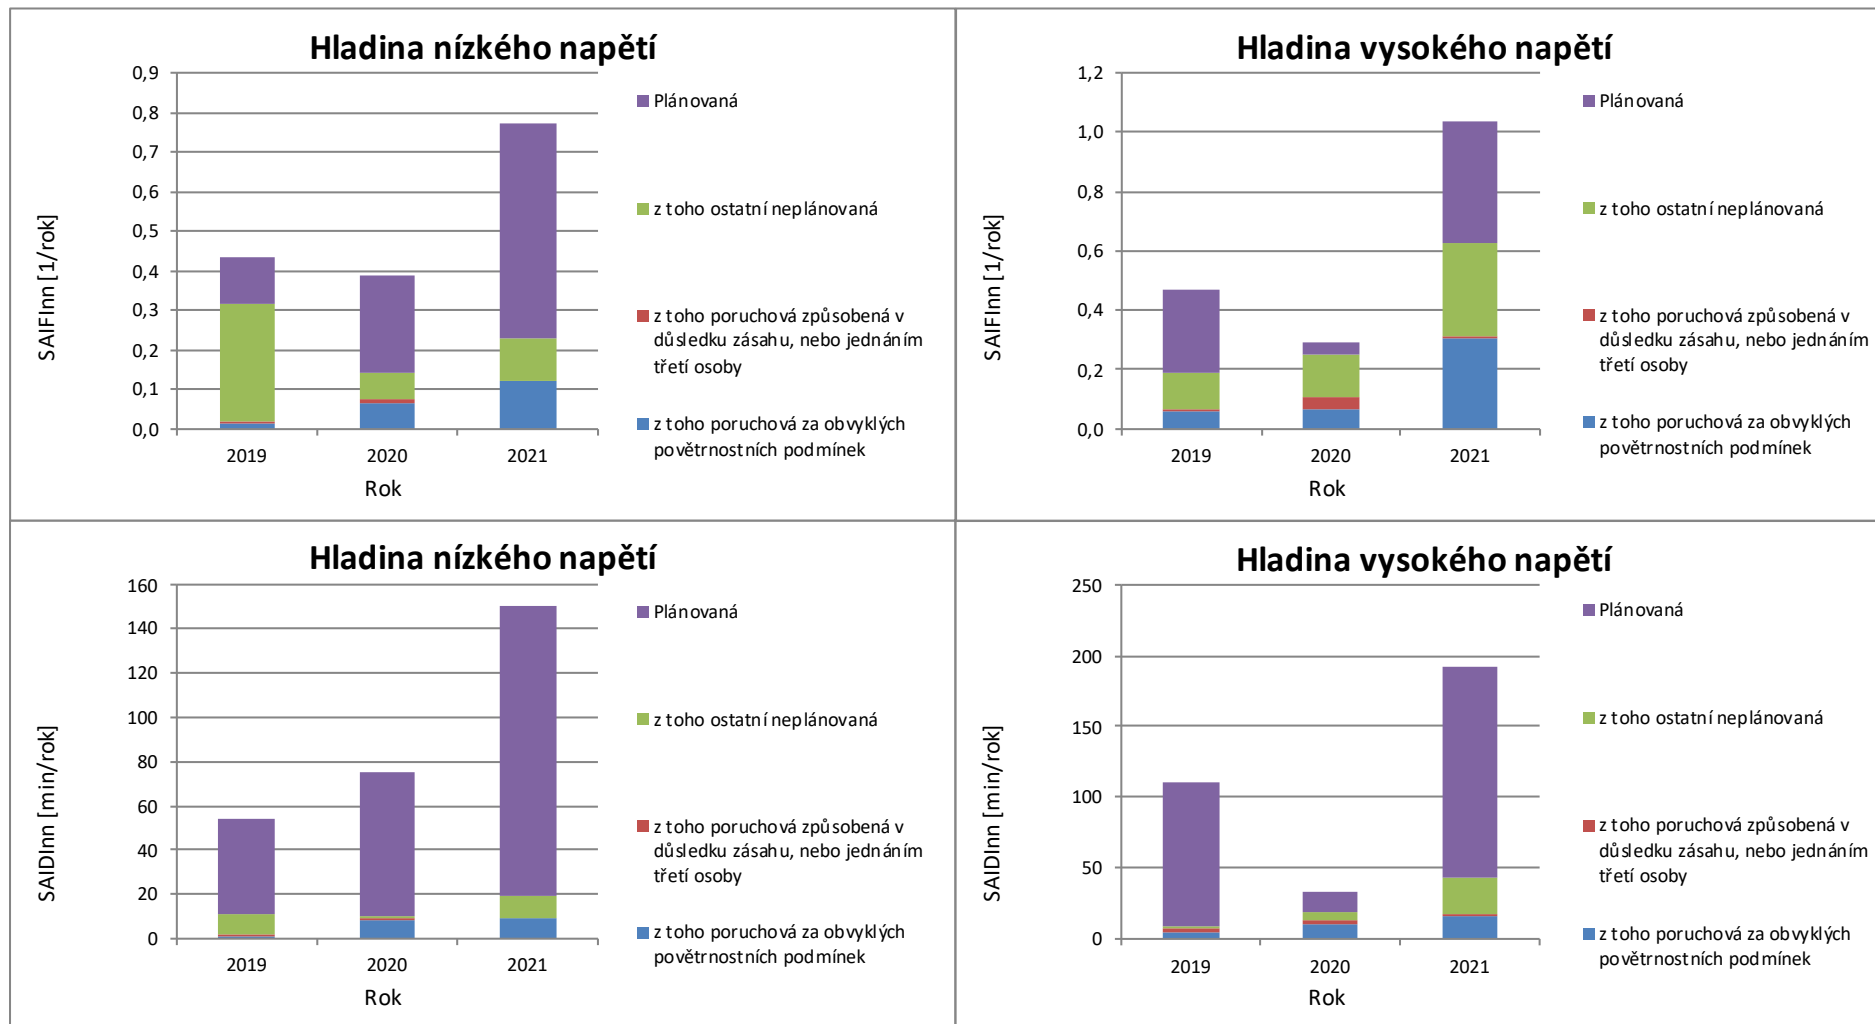 Hladina nízkého napětí
0,9
0,8
0,7
0,6
0,5
0,4
0,3
0,2
0,1
0,0
SAIFInn [1/rok]
2019
2020
2021
Rok
Plánovaná
z toho ostatní neplánovaná
z toho poruchová způsobená v
důsledku zásahu, nebo jednáním
třetí osoby
z toho poruchová za obvyklých
povětrnostních podmínek
Hladina vysokého napětí
1,2
1,0
0,8
0,6
0,4
0,2
0,0
SAIFInn [1/rok]
2019
2020
2021
Rok
Plánovaná
z toho ostatní neplánovaná
z toho poruchová způsobená v
důsledku zásahu, nebo jednáním
třetí osoby
z toho poruchová za obvyklých
povětrnostních podmínek
Hladina nízkého napětí
160
140
120
100
80
60
40
20
0
SAIDInn [min/rok]
2019
2020
2021
Rok
Plánovaná
z toho ostatní neplánovaná
z toho poruchová způsobená v
důsledku zásahu, nebo jednáním
třetí osoby
z toho poruchová za obvyklých
povětrnostních podmínek
Hladina vysokého napětí
250
200
150
100
50
0
SAIDInn [min/rok]
2019
2020
2021
Rok
Plánovaná
z toho ostatní neplánovaná
z toho poruchová způsobená v
důsledku zásahu, nebo jednáním
třetí osoby
z toho poruchová za obvyklých
povětrnostních podmínek